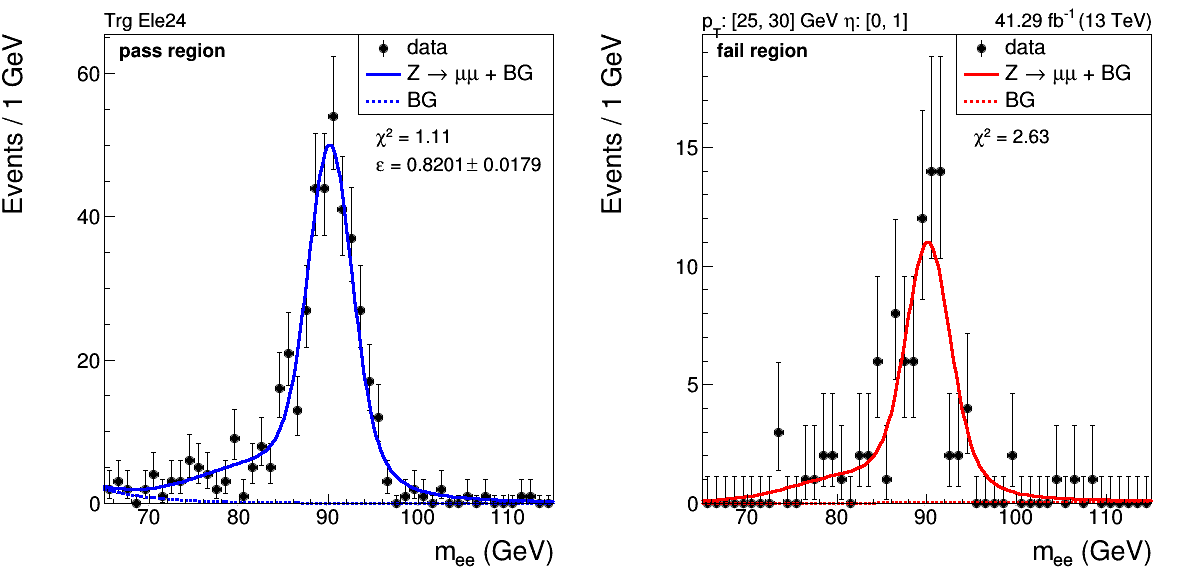 Trg Ele24
pass region
data
Z → μμ + BG
BG
χ² = 1.11
ε = 0.8201 ± 0.0179
Events / 1 GeV
60
40
20
0
70 80 90 100 110
m_ee (GeV)
p_T: [25, 30] GeV η: [0, 1] 41.29 fb⁻¹ (13 TeV)
fail region
data
Z → μμ + BG
BG
χ² = 2.63
Events / 1 GeV
15
10
5
0
70 80 90 100 110
m_ee (GeV)